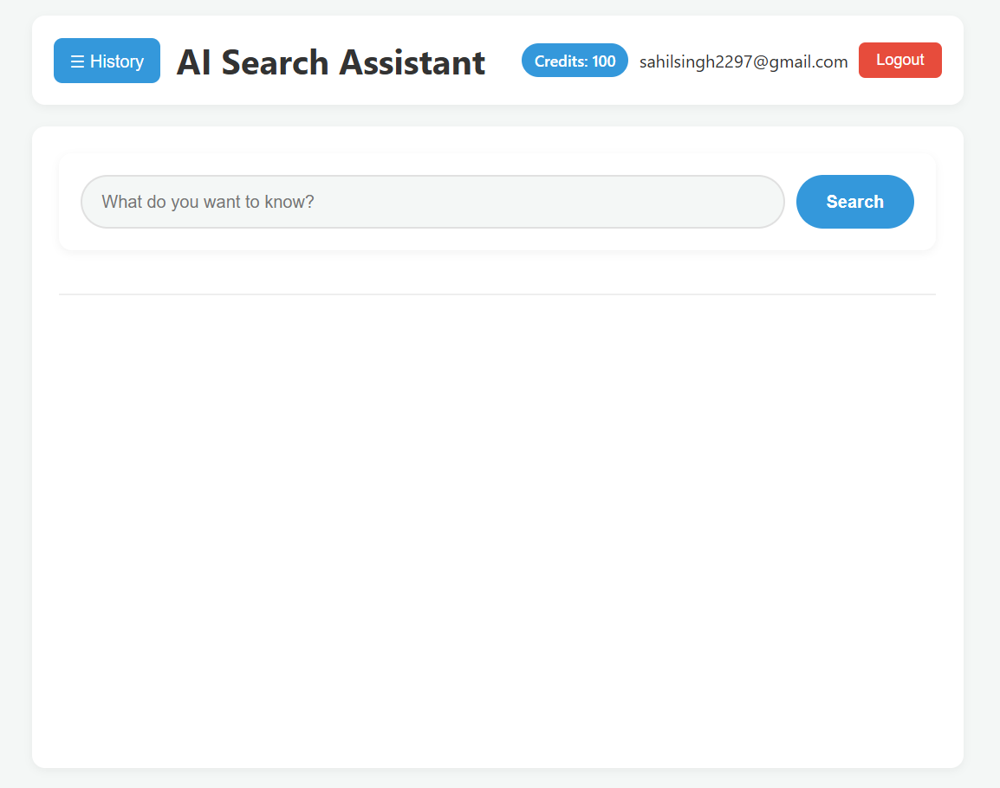 ☰ History
AI Search Assistant
Credits: 100
sahilsingh2297@gmail.com
Logout
What do you want to know?
Search